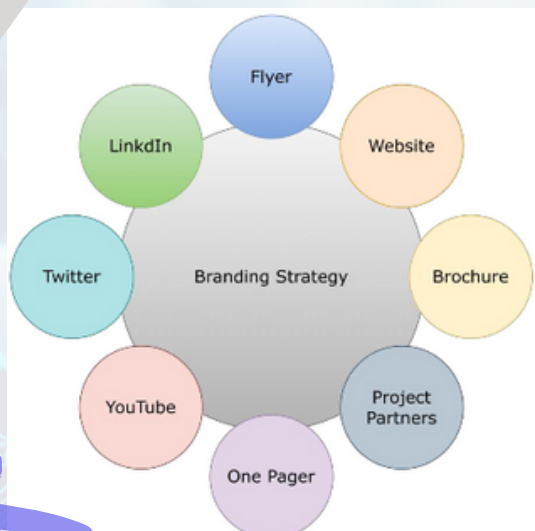 Flyer
LinkdIn
Website
Twitter
Branding Strategy
Brochure
YouTube
Project
Partners
One Pager